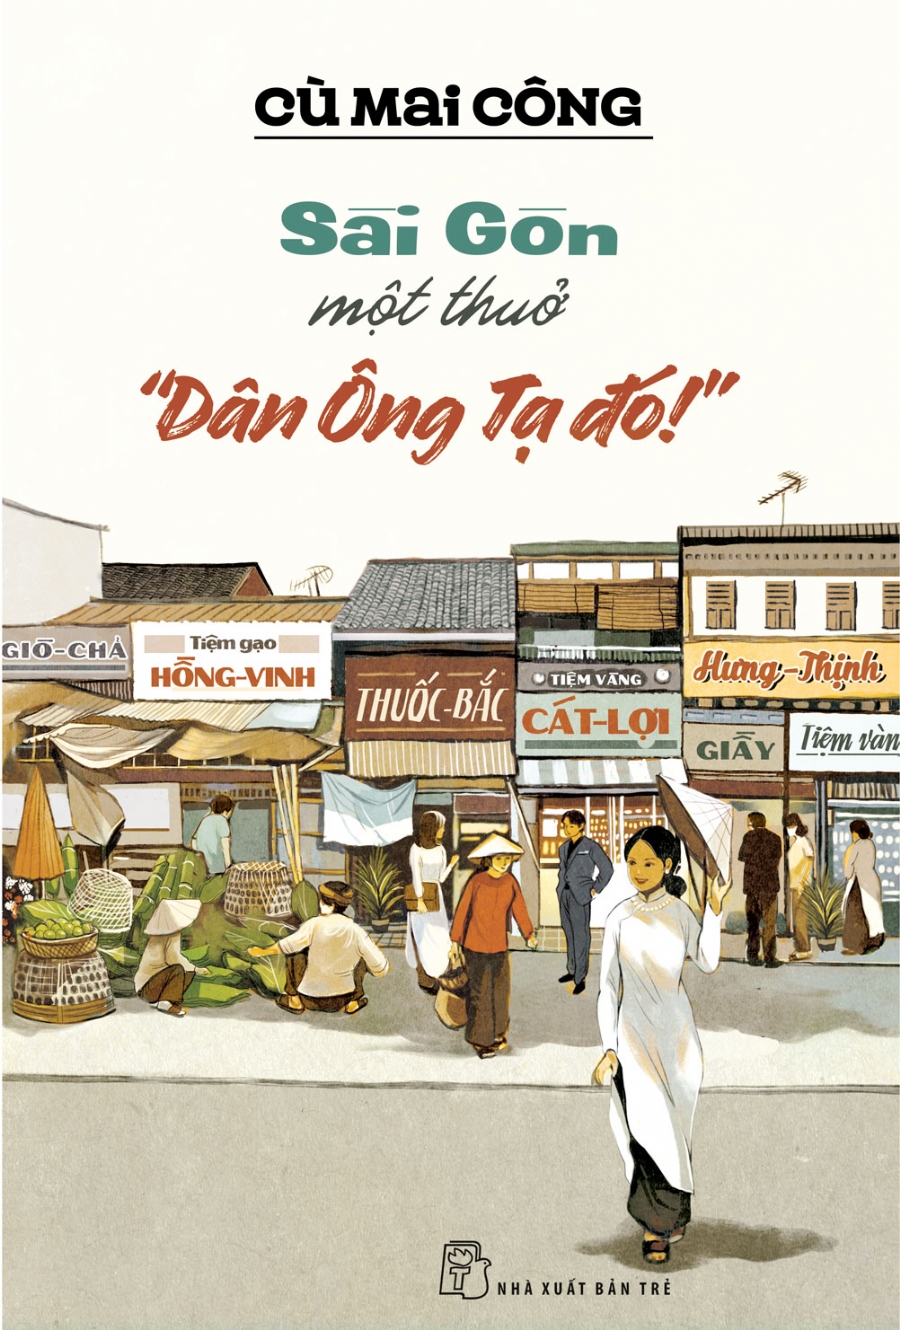 CÙ MAI CÔNG
Sài Gòn
một thuở
“Dân Ông Tạ đó!”
GIÒ-CHẢ
Tiệm gạo
HỒNG-VINH
THUỐC-BẮC
TIỆM VÀNG
CÁT-LỢI
Hưng-Thịnh
GIẦY
Tiệm vàn
T
NHÀ XUẤT BẢN TRẺ